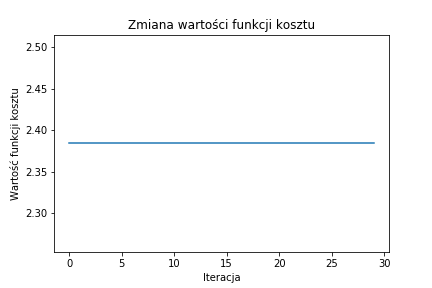 Zmiana wartości funkcji kosztu
Wartość funkcji kosztu
2.50
2.45
2.40
2.35
2.30
0 5 10 15 20 25 30
Iteracja